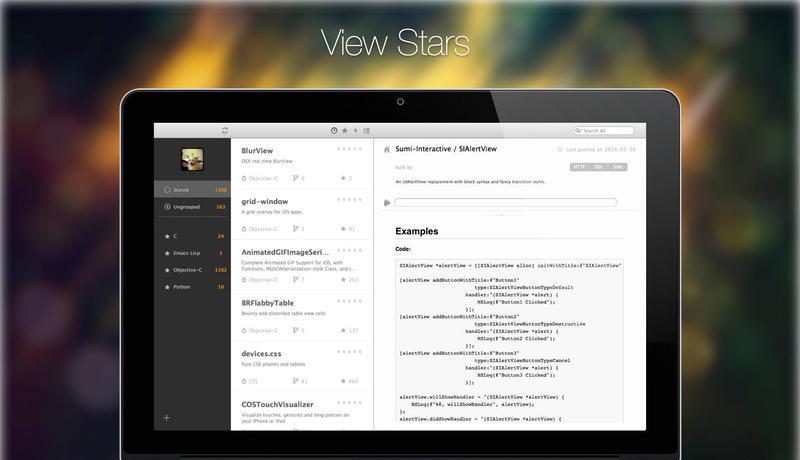 View Stars
Search All
Stared 1300
Ungrouped 563
C 24
Emacs Lisp 1
Objective-C 1102
Python 10
BlurView
OSX real time BlurView
Objective-C 0 2
grid-window
A grid overlay for iOS apps.
Objective-C 3 91
AnimatedGIFImageSeri...
Complete Animated GIF Support for iOS, with
functions, NSJSONSerialization-style Class, and (...
Objective-C 7 263
BRFlabbyTable
Bouncy and distorted table view cells
Objective-C 5 137
devices.css
Pure CSS phones and tablets
CSS 41 669
COSTouchVisualizer
Visualize touches, gestures and long presses on
your iPhone or iPad.
Sumi-Interactive / SIAlertView
Last pushed at: 2014-02-16
built by
HTTP SSH
An UIAlertView replacement with block syntax and fancy transition styles.
Examples
Code:
SIAlertView *alertView = [[SIAlertView alloc] initWithTitle:@"SIAlertView"
[alertView addButtonWithTitle:@"Button1"
type:SIAlertViewButtonTypeDefault
handler:^(SIAlertView *alert) {
NSLog(@"Button1 Clicked");
}];
[alertView addButtonWithTitle:@"Button2"
type:SIAlertViewButtonTypeDestructive
handler:^(SIAlertView *alert) {
NSLog(@"Button2 Clicked");
}];
[alertView addButtonWithTitle:@"Button3"
type:SIAlertViewButtonTypeCancel
handler:^(SIAlertView *alert) {
NSLog(@"Button3 Clicked");
}];
alertView.willShowHandler = ^(SIAlertView *alertView) {
NSLog(@"%@, willShowHandler", alertView);
};
alertView.didShowHandler = ^(SIAlertView *alertView) {